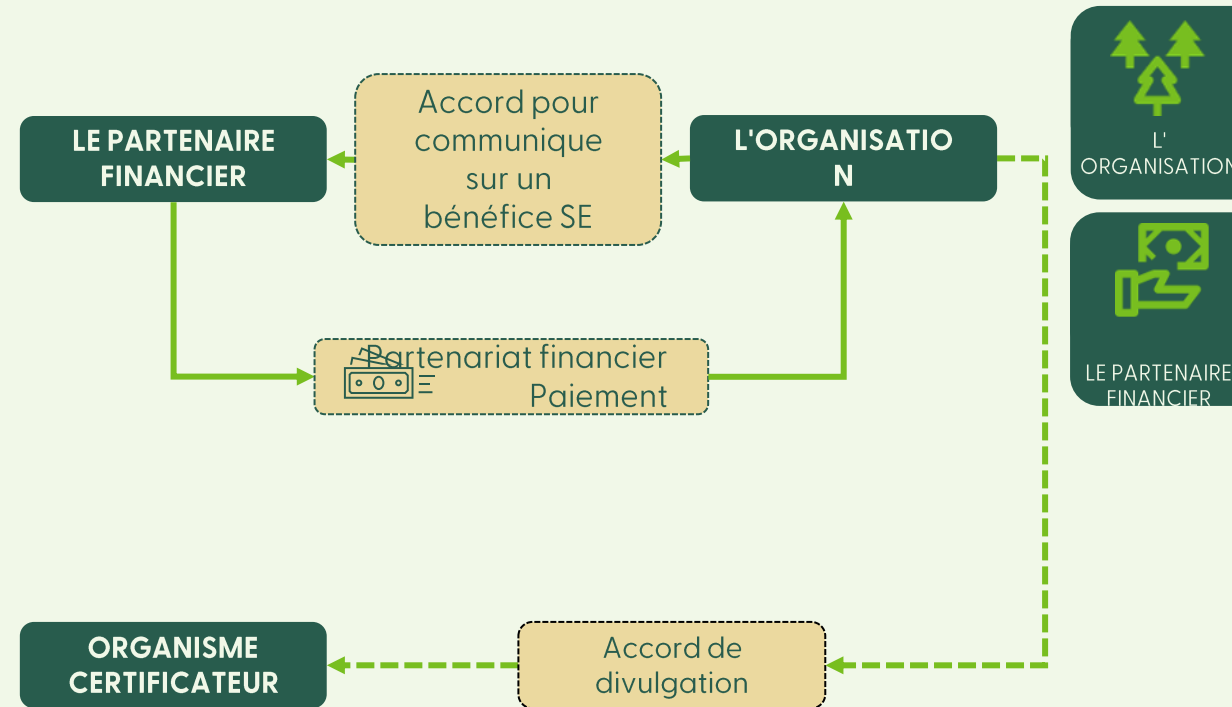 LE PARTENAIRE
FINANCIER
Accord pour
communique
sur un
bénéfice SE
L'ORGANISATIO
N
L'
ORGANISATION
Partenariat financier
Paiement
LE PARTENAIRE
FINANCIER
ORGANISME
CERTIFICATEUR
Accord de
divulgation